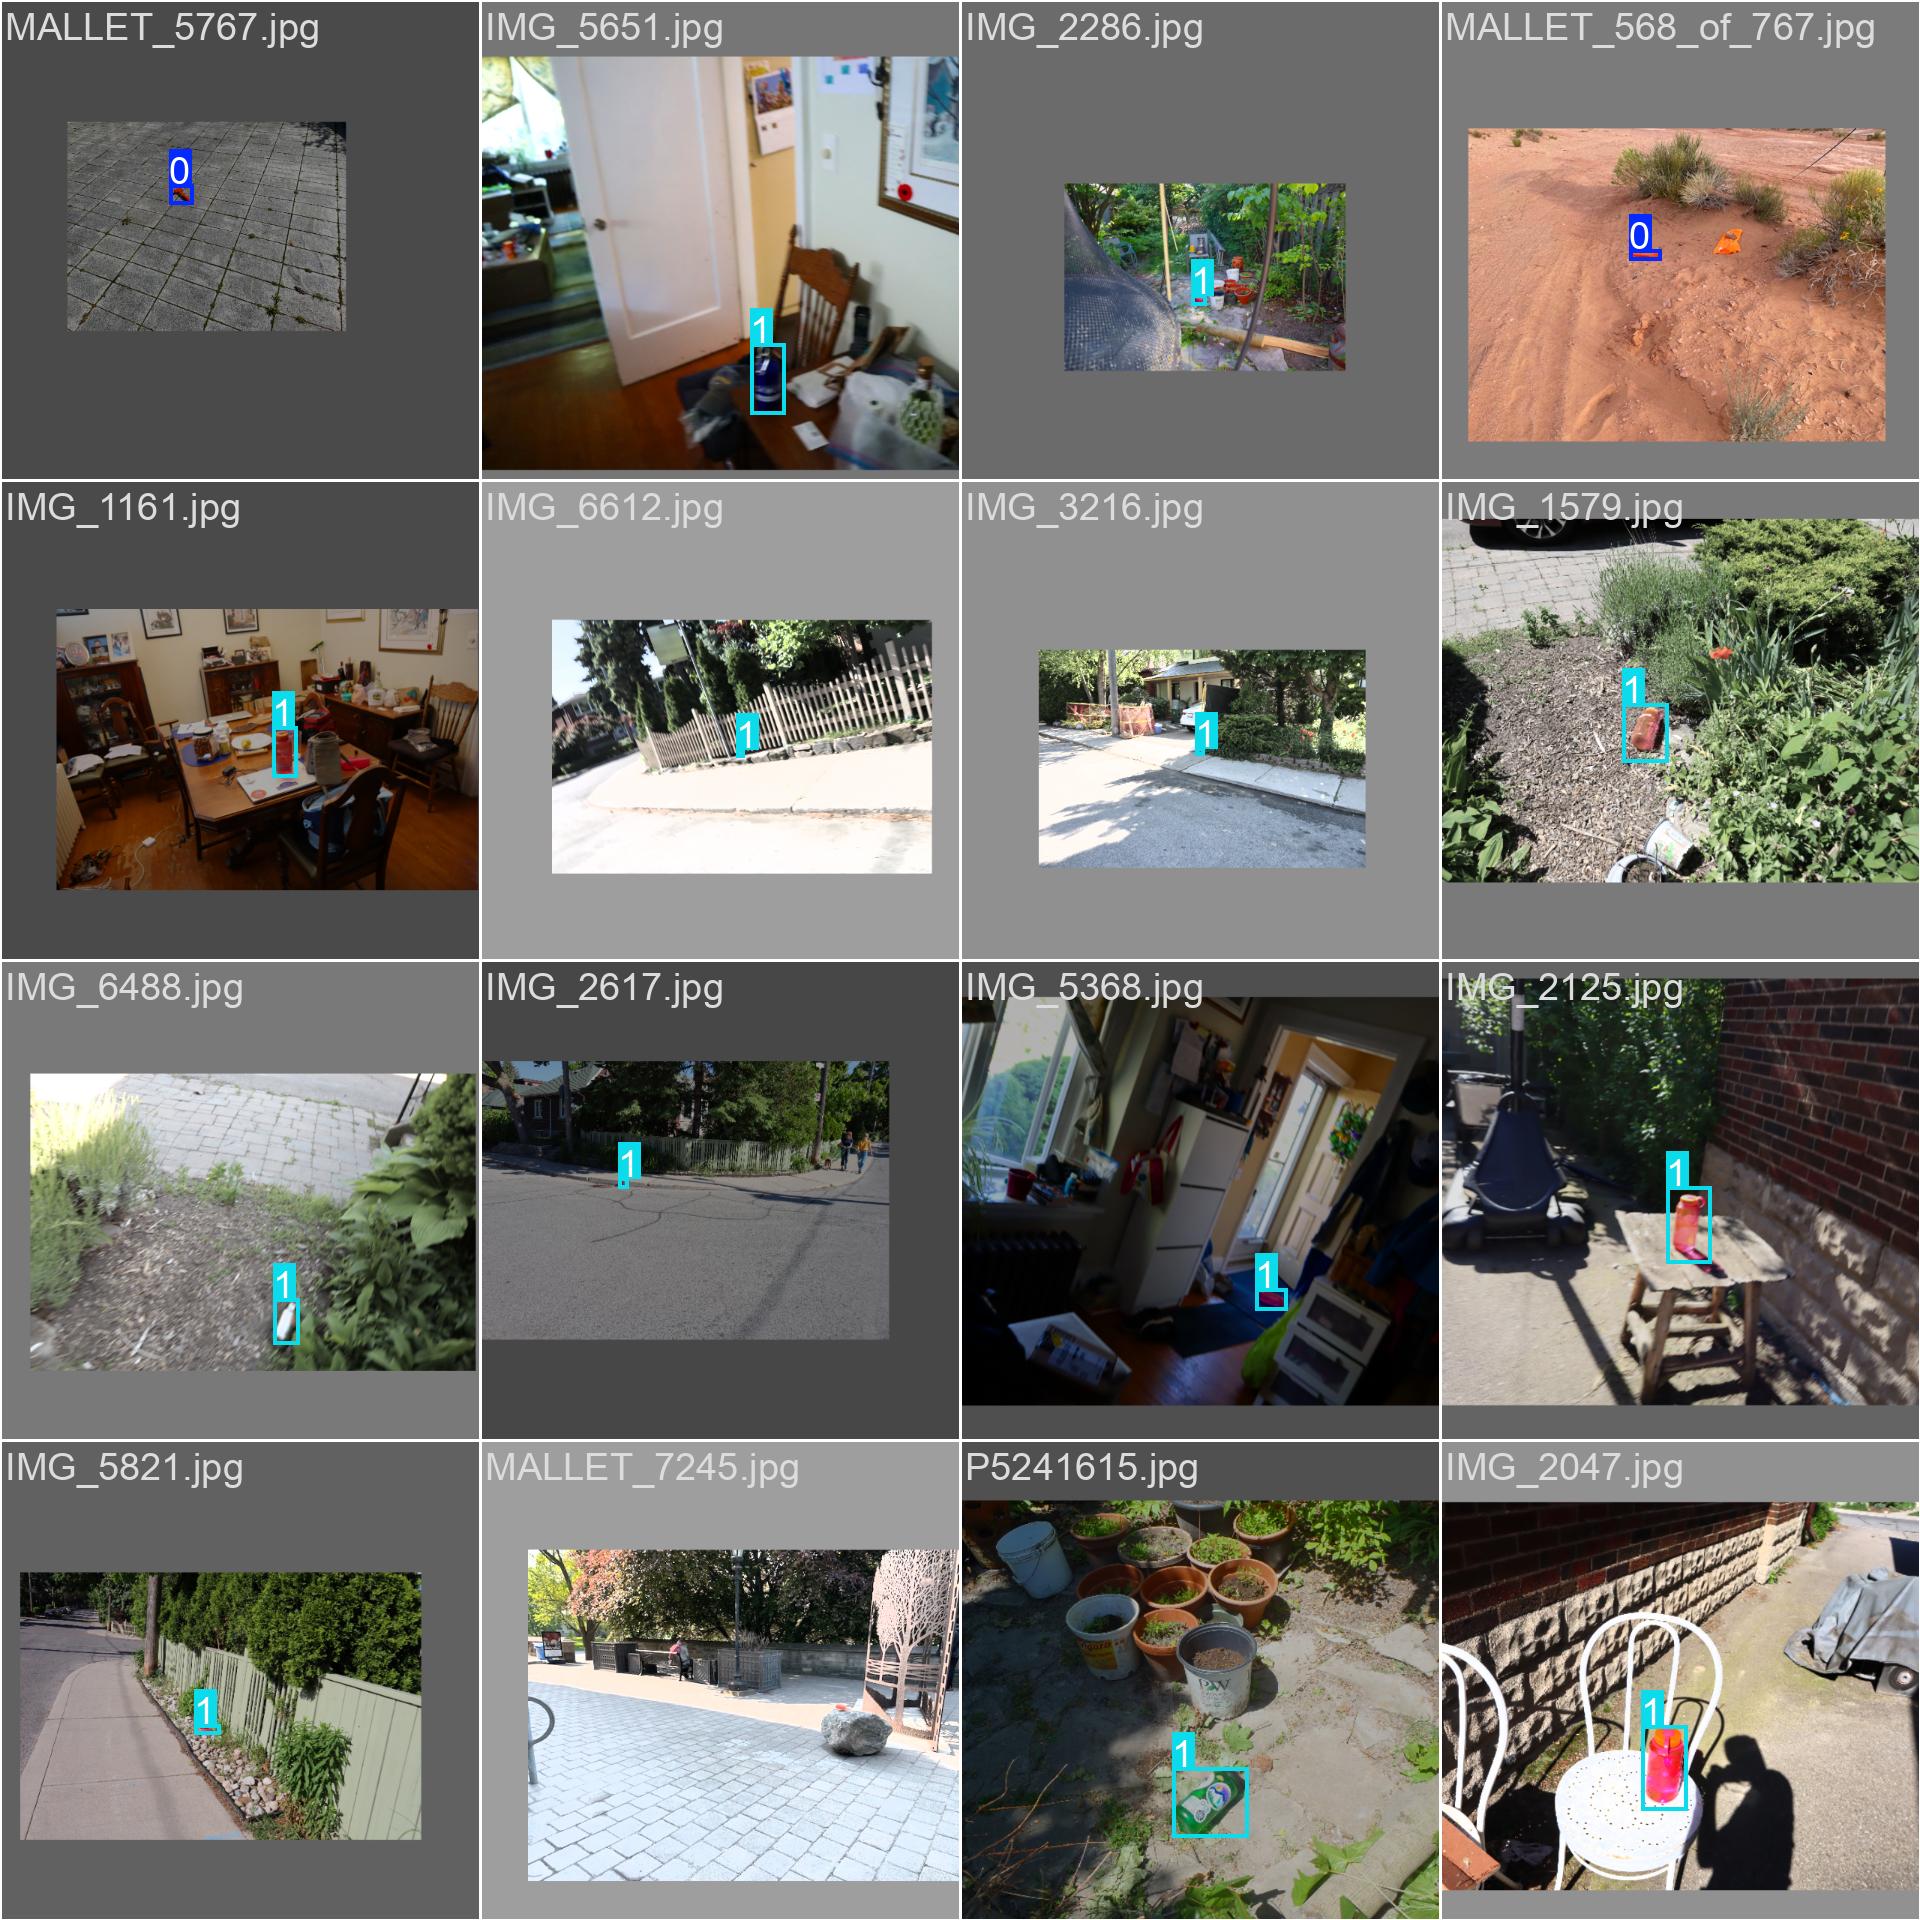 MALLET_5767.jpg
IMG_5651.jpg
IMG_2286.jpg
MALLET_568_of_767.jpg
0
1
1
0
IMG_1161.jpg
IMG_6612.jpg
IMG_3216.jpg
IMG_1579.jpg
1
1
1
1
IMG_6488.jpg
IMG_2617.jpg
IMG_5368.jpg
IMG_2125.jpg
1
1
1
1
IMG_5821.jpg
MALLET_7245.jpg
P5241615.jpg
IMG_2047.jpg
1
1
1